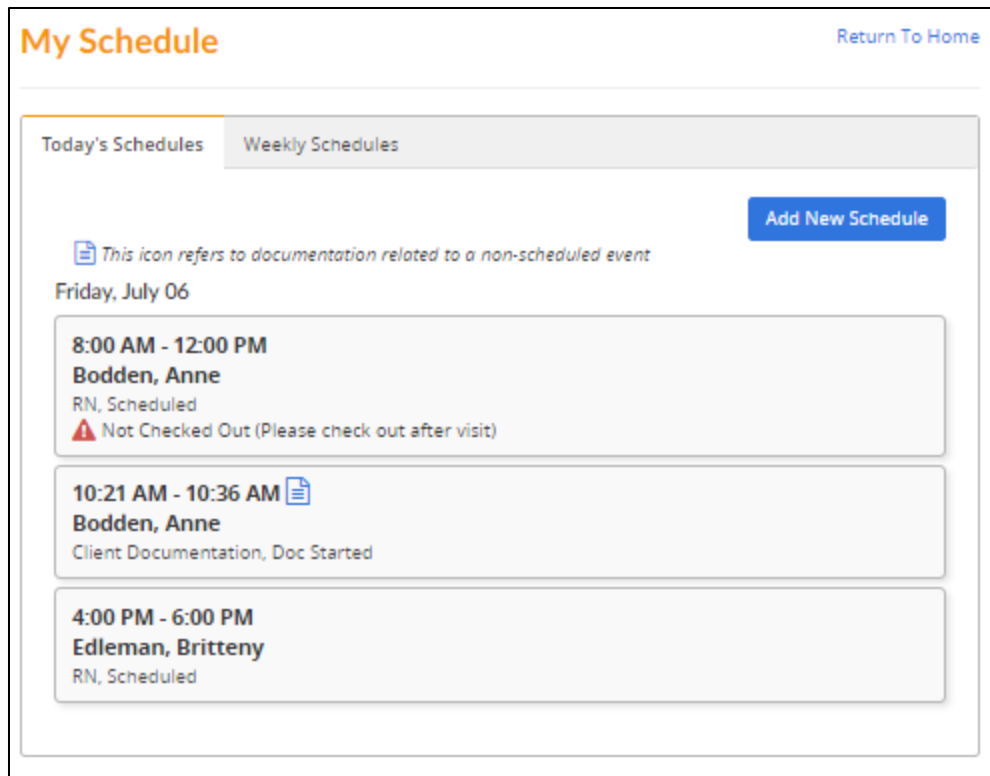 My Schedule
Return To Home
Today's Schedules
Weekly Schedules
Add New Schedule
This icon refers to documentation related to a non-scheduled event
Friday, July 06
8:00 AM - 12:00 PM
Bodden, Anne
RN, Scheduled
Not Checked Out (Please check out after visit)
10:21 AM - 10:36 AM
Bodden, Anne
Client Documentation, Doc Started
4:00 PM - 6:00 PM
Edleman, Britteny
RN, Scheduled